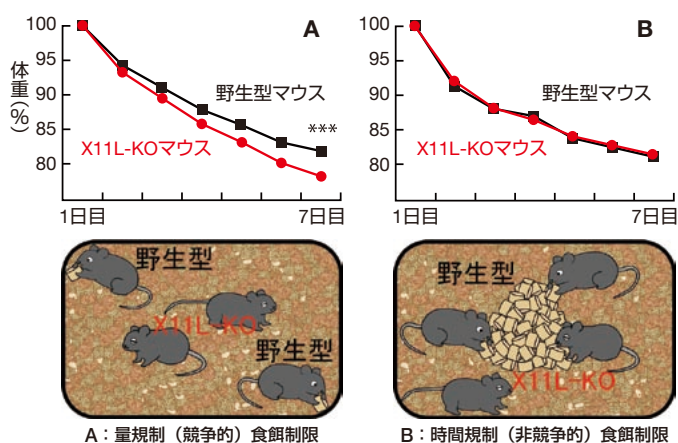 A
100
95
90
85
80
体重(%)
野生型マウス
***
X11L-KOマウス
1日目
7日目
B
100
95
90
85
80
野生型マウス
X11L-KOマウス
1日目
7日目
野生型
X11L-KO
野生型
野生型
X11L-KO
A：量規制（競争的）食餌制限
B：時間規制（非競争的）食餌制限